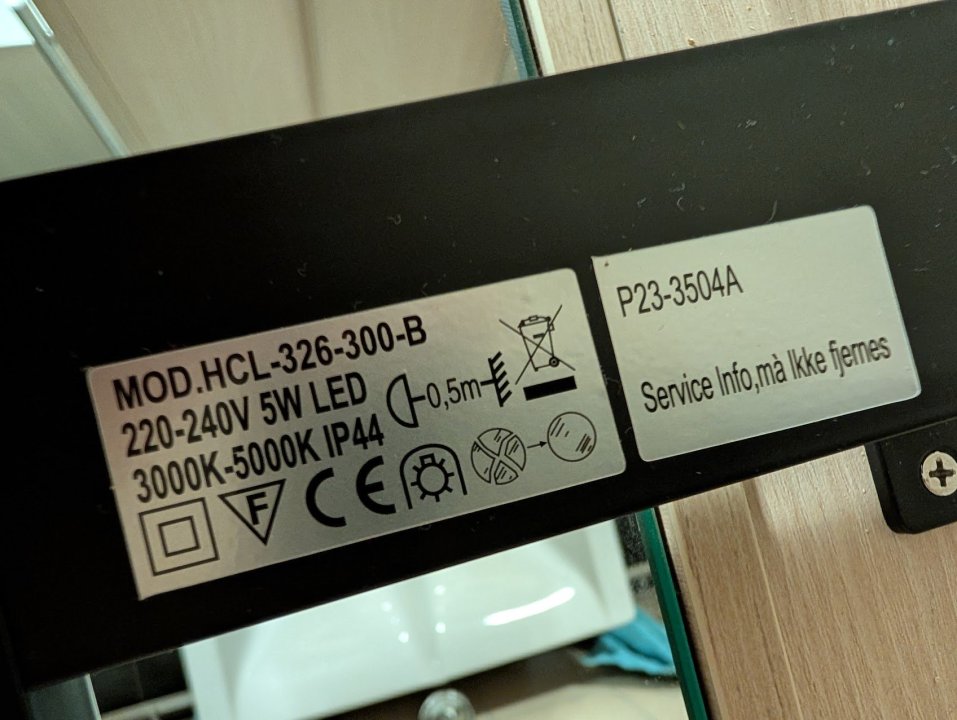 MOD.HCL-326-300-B
220-240V 5W LED
3000K-5000K IP44
0,5m
F
CE
P23-3504A
Service Info,mà Ikke fjernes